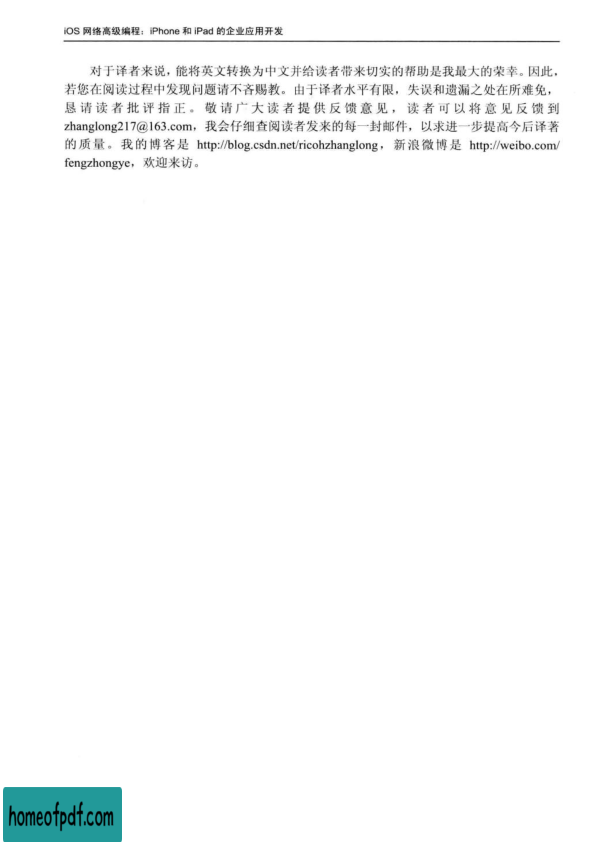 iOS 网络高级编程：iPhone 和 iPad 的企业应用开发
对于译者来说，能将英文转换为中文并给读者带来切实的帮助是我最大的荣幸。因此，
若您在阅读过程中发现问题请不吝赐教。由于译者水平有限，失误和遗漏之处在所难免，
恳请读者批评指正。敬请广大读者提供反馈意见，读者可以将意见反馈到
zhanglong217@163.com，我会仔细查阅读者发来的每一封邮件，以求进一步提高今后译著
的质量。我的博客是 http://blog.csdn.net/ricohzhanglong，新浪微博是 http://weibo.com/
fengzhongye，欢迎来访。
homeofpdf.com